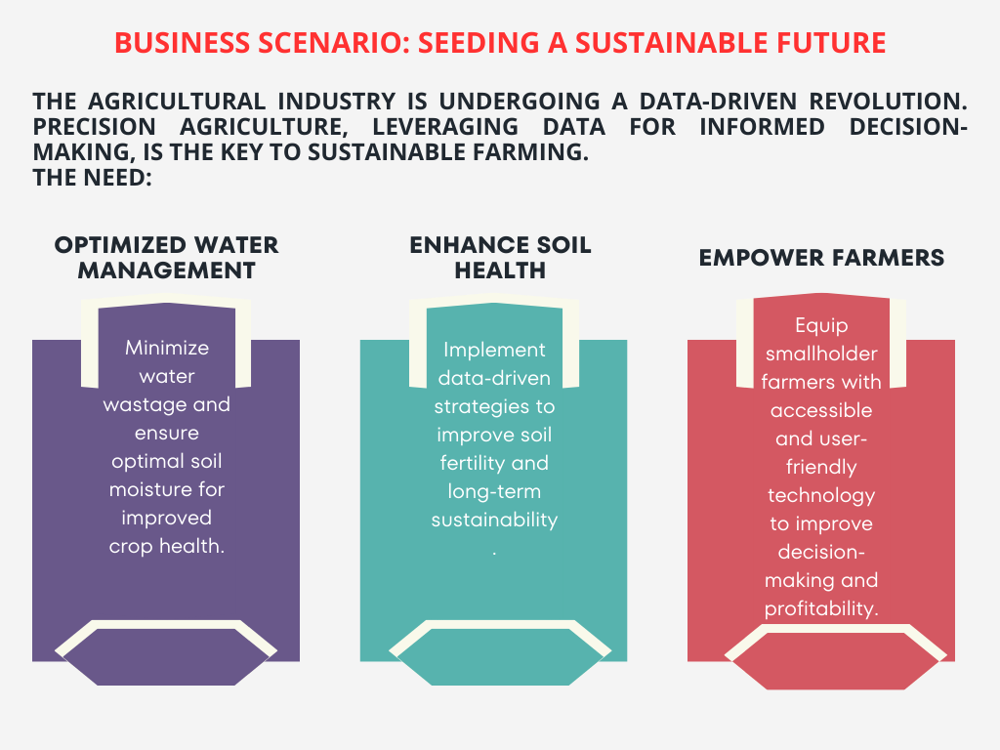 BUSINESS SCENARIO: SEEDING A SUSTAINABLE FUTURE
THE AGRICULTURAL INDUSTRY IS UNDERGOING A DATA-DRIVEN REVOLUTION.
PRECISION AGRICULTURE, LEVERAGING DATA FOR INFORMED DECISION-
MAKING, IS THE KEY TO SUSTAINABLE FARMING.
THE NEED:
OPTIMIZED WATER
MANAGEMENT
Minimize
water
wastage and
ensure
optimal soil
moisture for
improved
crop health.
ENHANCE SOIL
HEALTH
Implement
data-driven
strategies to
improve soil
fertility and
long-term
sustainability
.
EMPOWER FARMERS
Equip
smallholder
farmers with
accessible
and user-
friendly
technology
to improve
decision-
making and
profitability.